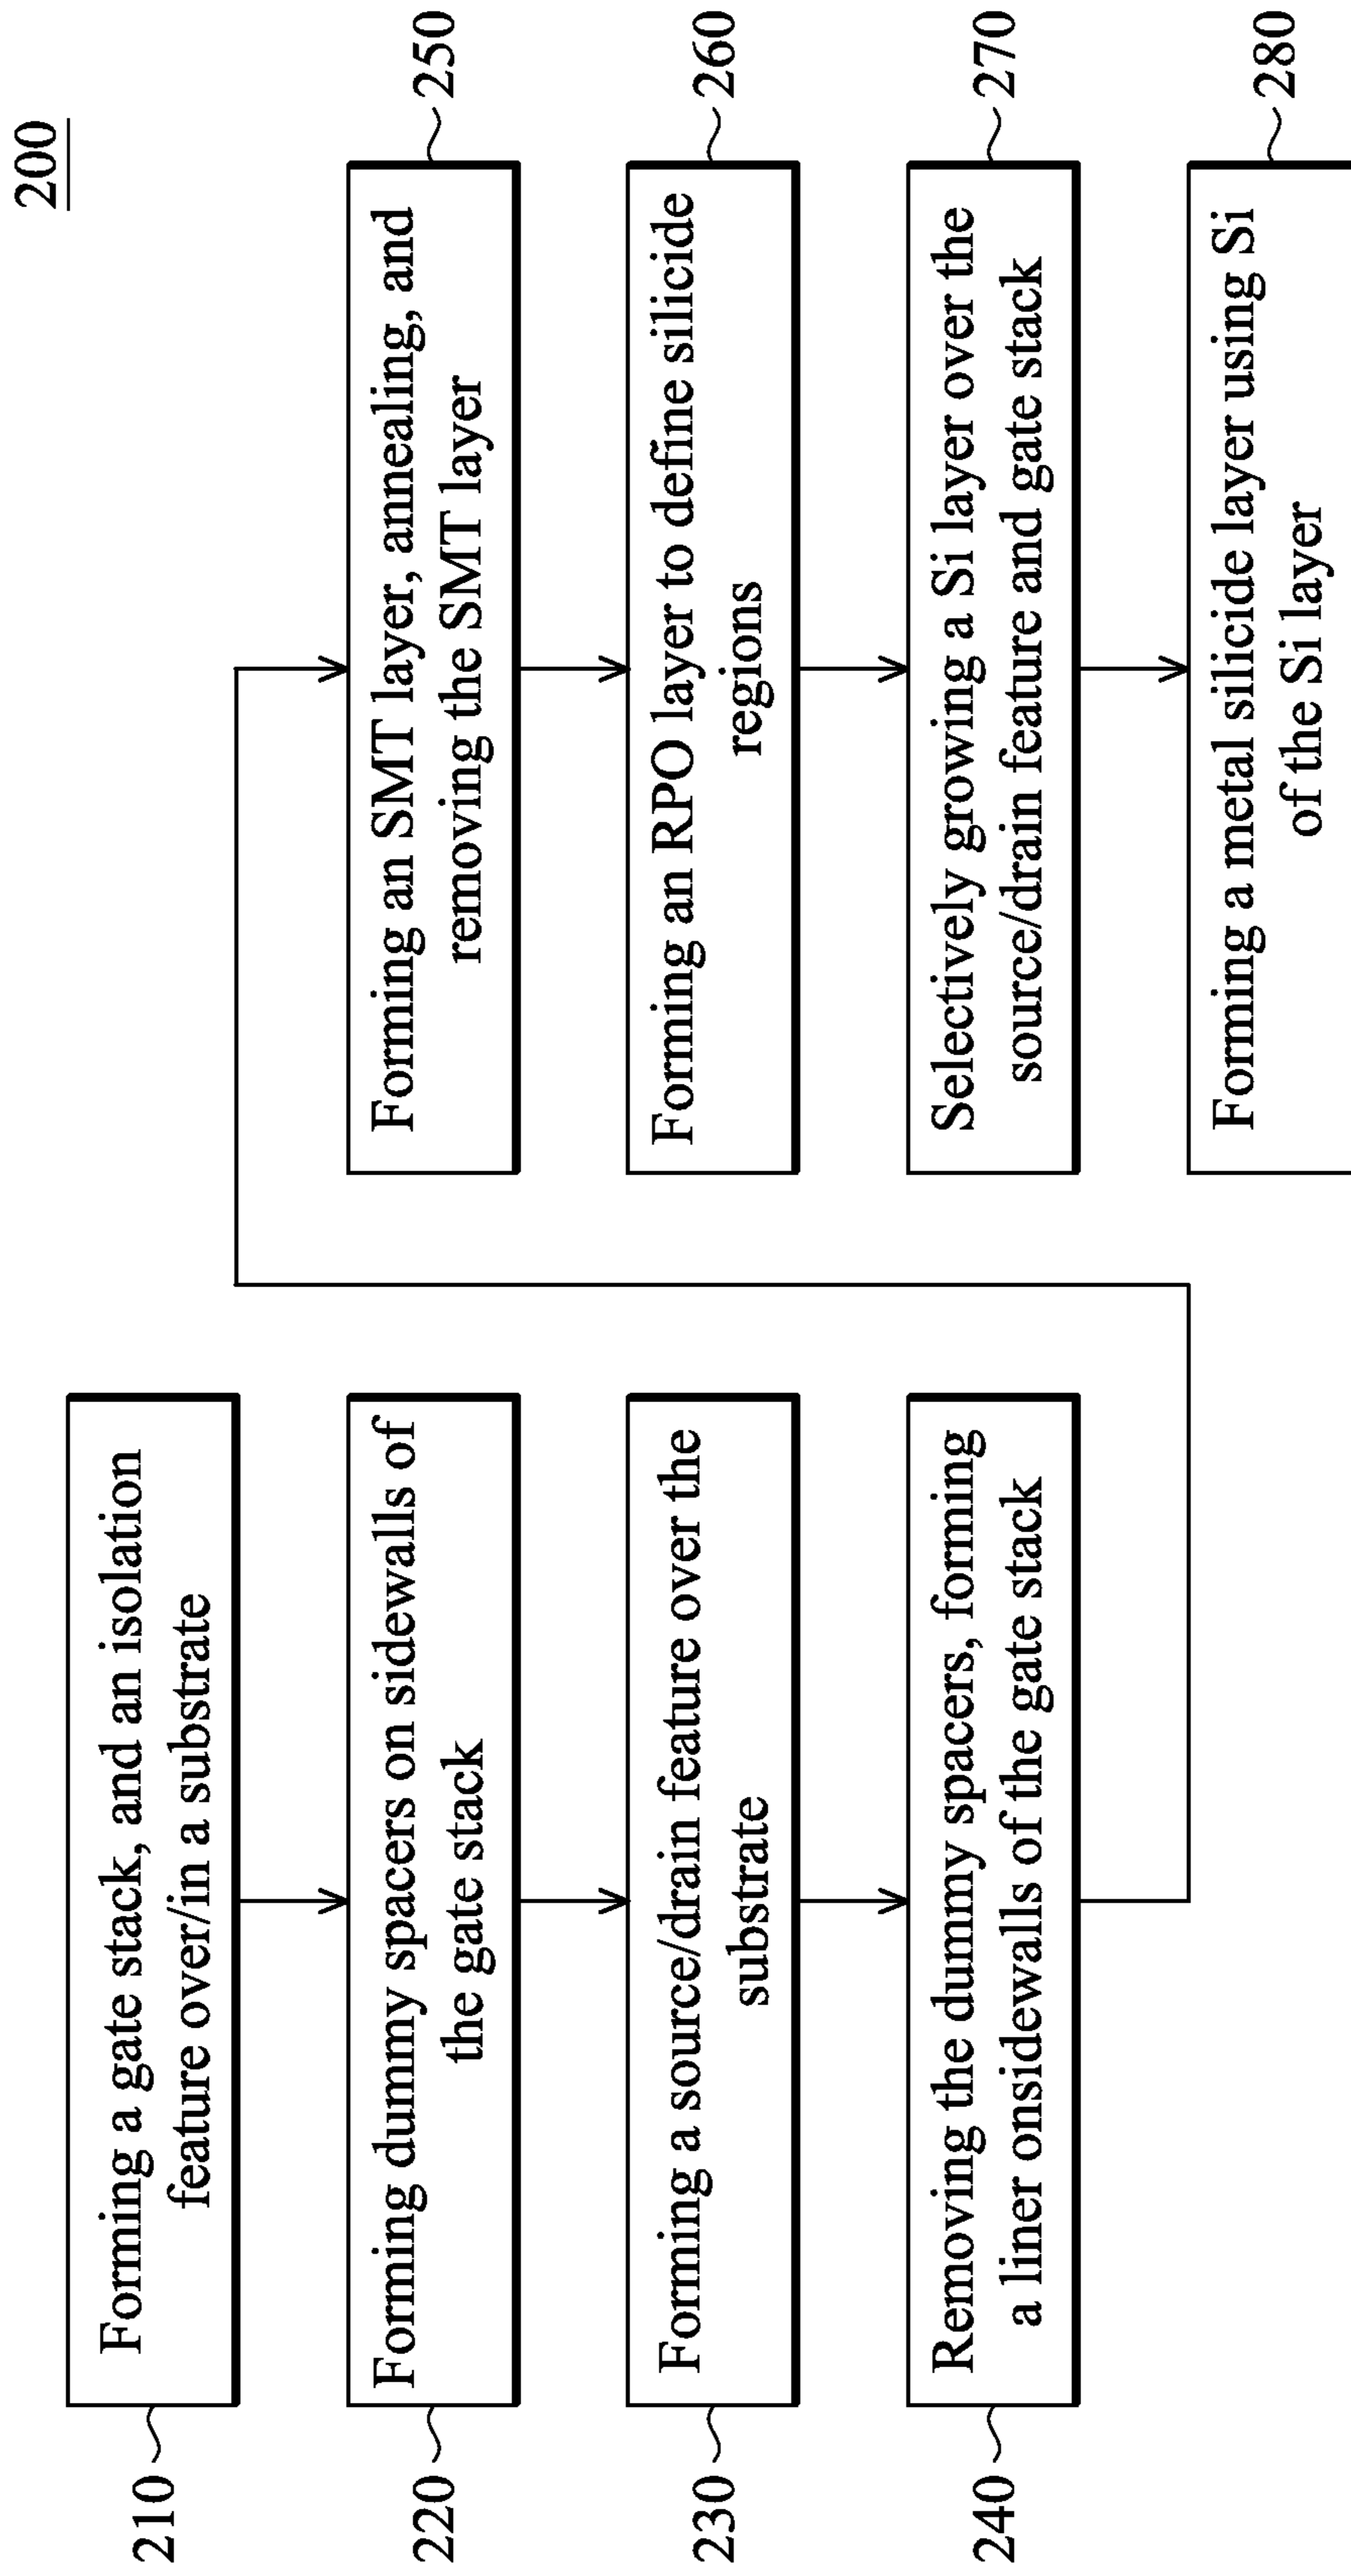 200
210
Forming a gate stack, and an isolation
feature over/in a substrate
220
Forming dummy spacers on sidewalls of
the gate stack
230
Forming a source/drain feature over the
substrate
240
Removing the dummy spacers, forming
a liner onsidewalls of the gate stack
250
Forming an SMT layer, annealing, and
removing the SMT layer
260
Forming an RPO layer to define silicide
regions
270
Selectively growing a Si layer over the
source/drain feature and gate stack
280
Forming a metal silicide layer using Si
of the Si layer